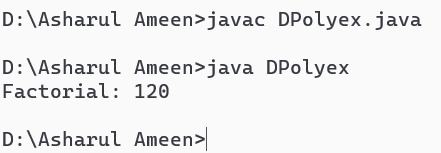 D:\Asharul Ameen>javac DPolyex.java
D:\Asharul Ameen>java DPolyex
Factorial: 120
D:\Asharul Ameen>